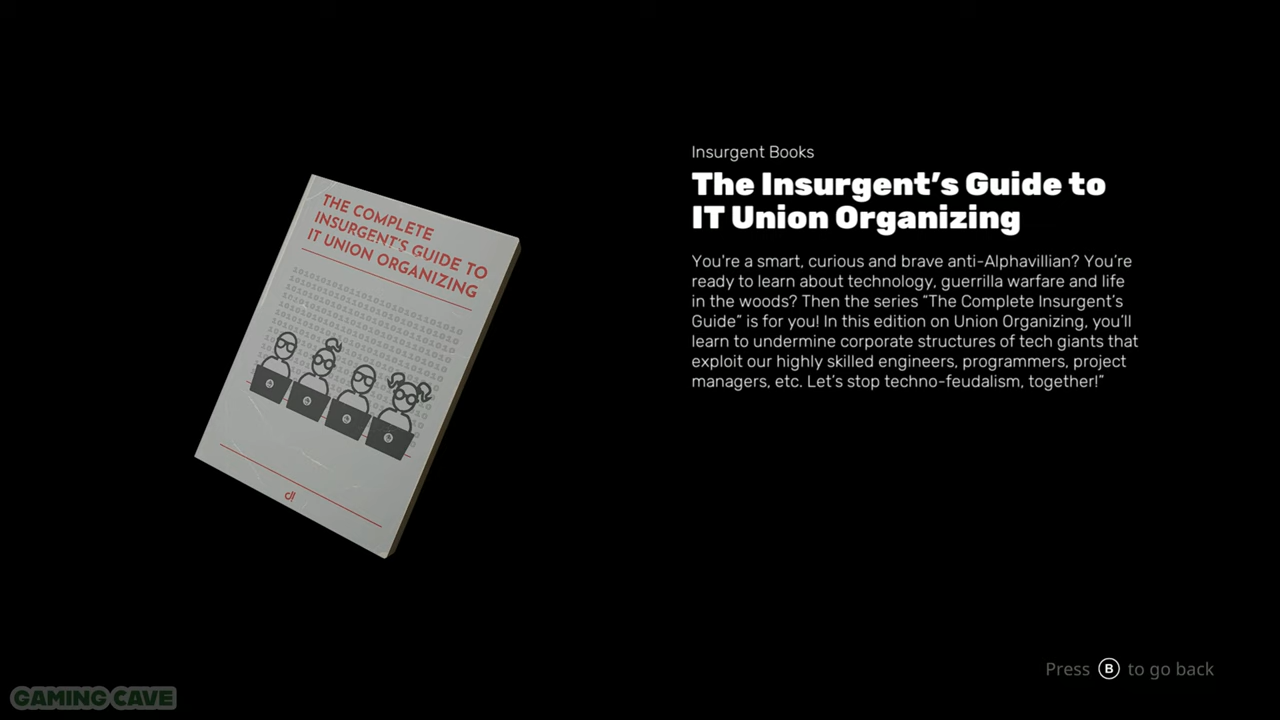 Insurgent Books
The Insurgent's Guide to
IT Union Organizing
You're a smart, curious and brave anti-Alphavillian? You're
ready to learn about technology, guerrilla warfare and life
in the woods? Then the series "The Complete Insurgent's
Guide" is for you! In this edition on Union Organizing, you'll
learn to undermine corporate structures of tech giants that
exploit our highly skilled engineers, programmers, project
managers, etc. Let's stop techno-feudalism, together!"
THE COMPLETE
INSURGENT'S GUIDE TO
IT UNION ORGANIZING
Press B to go back
GAMING CAVE